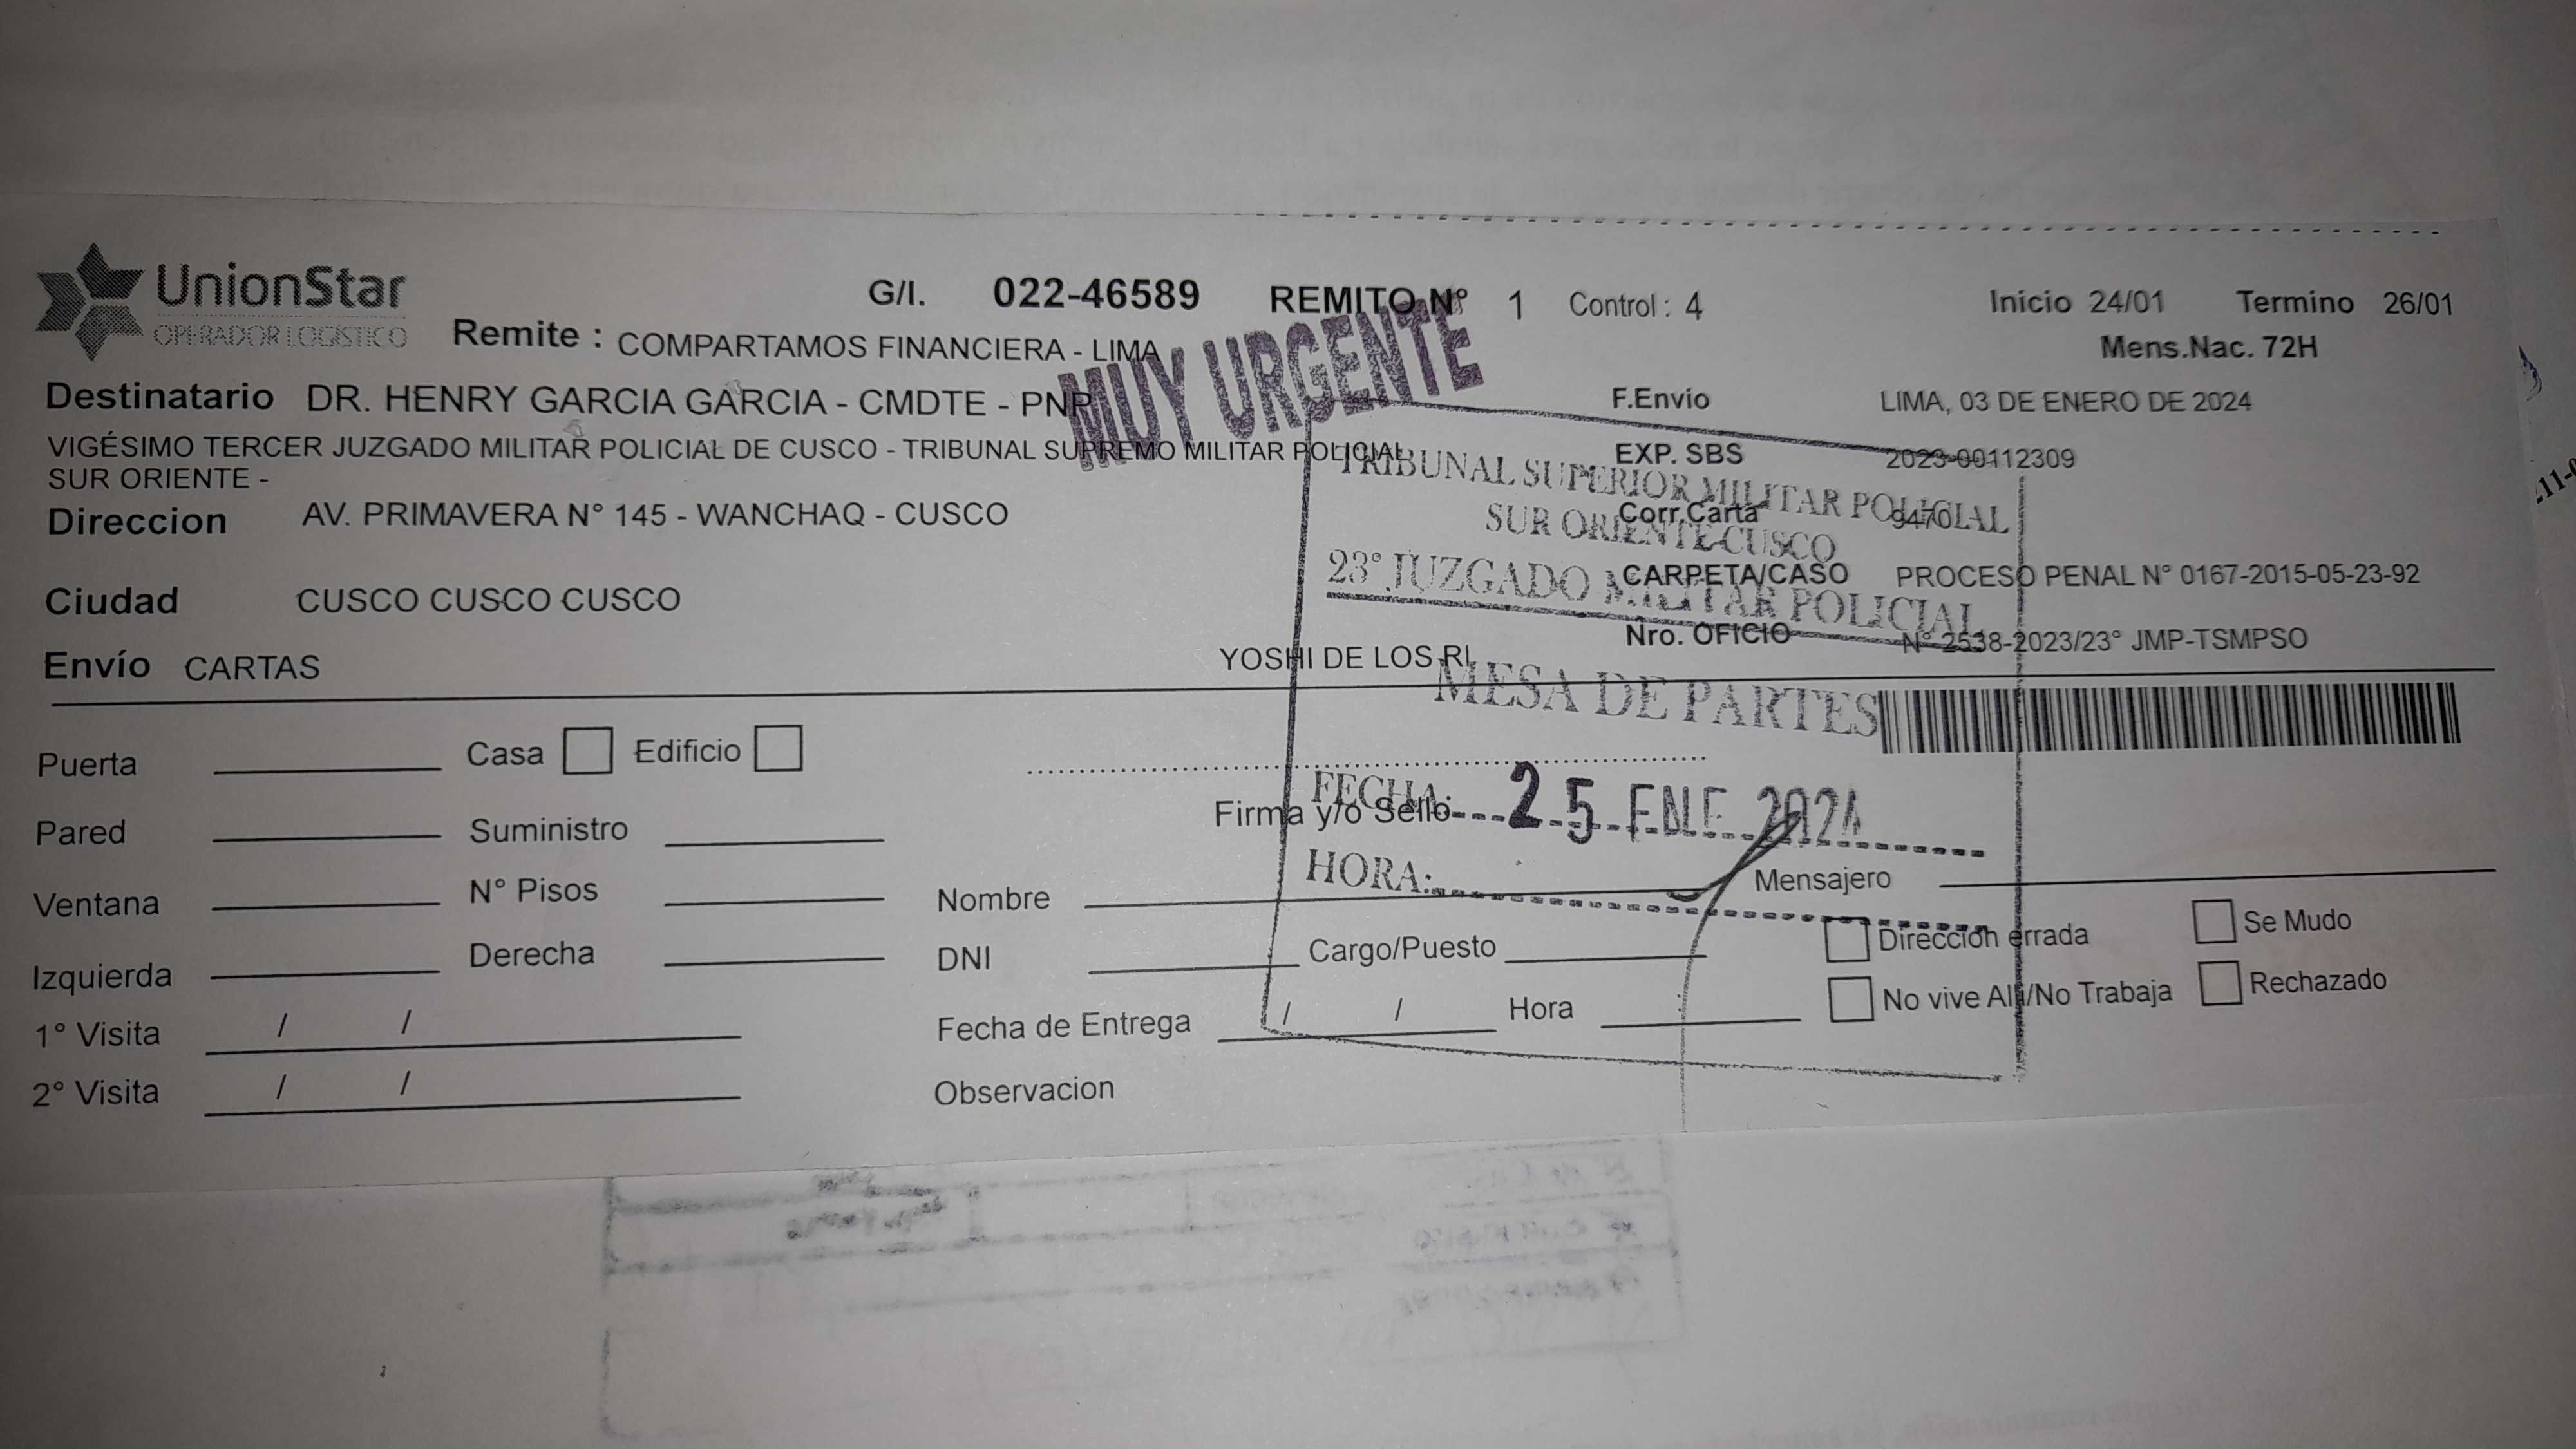 UnionStar
OPERADOR LOGISTICO
G/I. 022-46589 REMITO N° 1 Control : 4 Inicio 24/01 Termino 26/01
Remite : COMPARTAMOS FINANCIERA - LIMA Mens.Nac. 72H
MUY URGENTE
Destinatario DR. HENRY GARCIA GARCIA - CMDTE - PNP F.Envio LIMA, 03 DE ENERO DE 2024
VIGÉSIMO TERCER JUZGADO MILITAR POLICIAL DE CUSCO - TRIBUNAL SUPREMO MILITAR POLICIAL EXP. SBS 2023-00112309
SUR ORIENTE -
Direccion AV. PRIMAVERA N° 145 - WANCHAQ - CUSCO Corr.Carta 9470
Ciudad CUSCO CUSCO CUSCO CARPETA/CASO PROCESO PENAL N° 0167-2015-05-23-92
Nro. OFICIO N° 2538-2023/23° JMP-TSMPSO
Envío CARTAS YOSHI DE LOS RI
TRIBUNAL SUPERIOR MILITAR POLICIAL
SUR ORIENTE-CUSCO
23° JUZGADO MILITAR POLICIAL
MESA DE PARTES
FECHA: 25 ENE 2024
HORA:
Puerta Casa Edificio
Firma y/o Sello
Pared Suministro
Ventana N° Pisos Nombre Mensajero
Izquierda Derecha DNI Cargo/Puesto Direccion errada Se Mudo
1° Visita / / Fecha de Entrega / / Hora No vive Alli/No Trabaja Rechazado
2° Visita / / Observacion